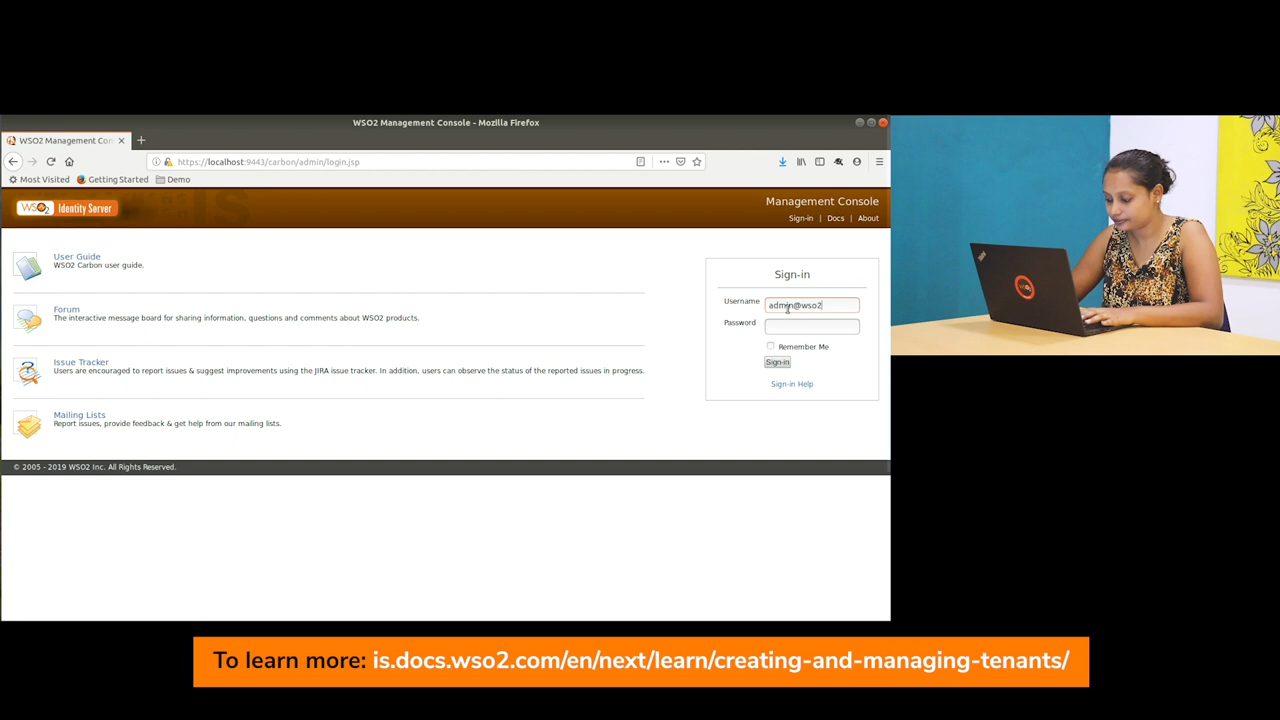 WSO2 Management Console - Mozilla Firefox
WSO2 Management Con
https://localhost:9443/carbon/admin/login.jsp
Most Visited Getting Started Demo
WSO2 Identity Server
Management Console
Sign-in | Docs | About
User Guide
WSO2 Carbon user guide.
Forum
The interactive message board for sharing information, questions and comments about WSO2 products.
Issue Tracker
Users are encouraged to report issues & suggest improvements using the JIRA issue tracker. In addition, users can observe the status of the reported issues in progress.
Mailing Lists
Report issues, provide feedback & get help from our mailing lists.
Sign-in
Username admin@wso2
Password
Remember Me
Sign-in
Sign-in Help
© 2005 - 2019 WSO2 Inc. All Rights Reserved.
To learn more: is.docs.wso2.com/en/next/learn/creating-and-managing-tenants/